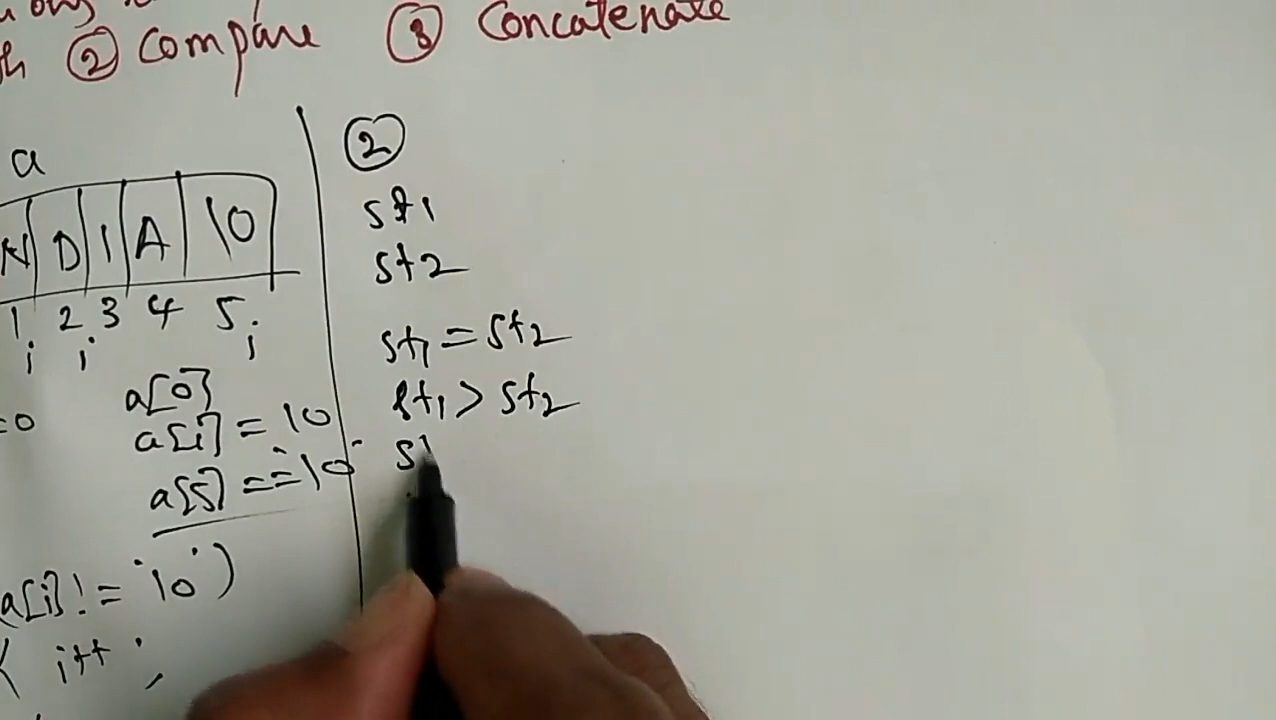 ② Compare ③ Concatenate
a
N D I A \0
1 2 3 4 5
i i i
=0
a[0]
a[i] = \0
a[5] == '\0'
a[i] != '\0')
i++;
②
st1
st2
st1 = st2
st1 > st2
s